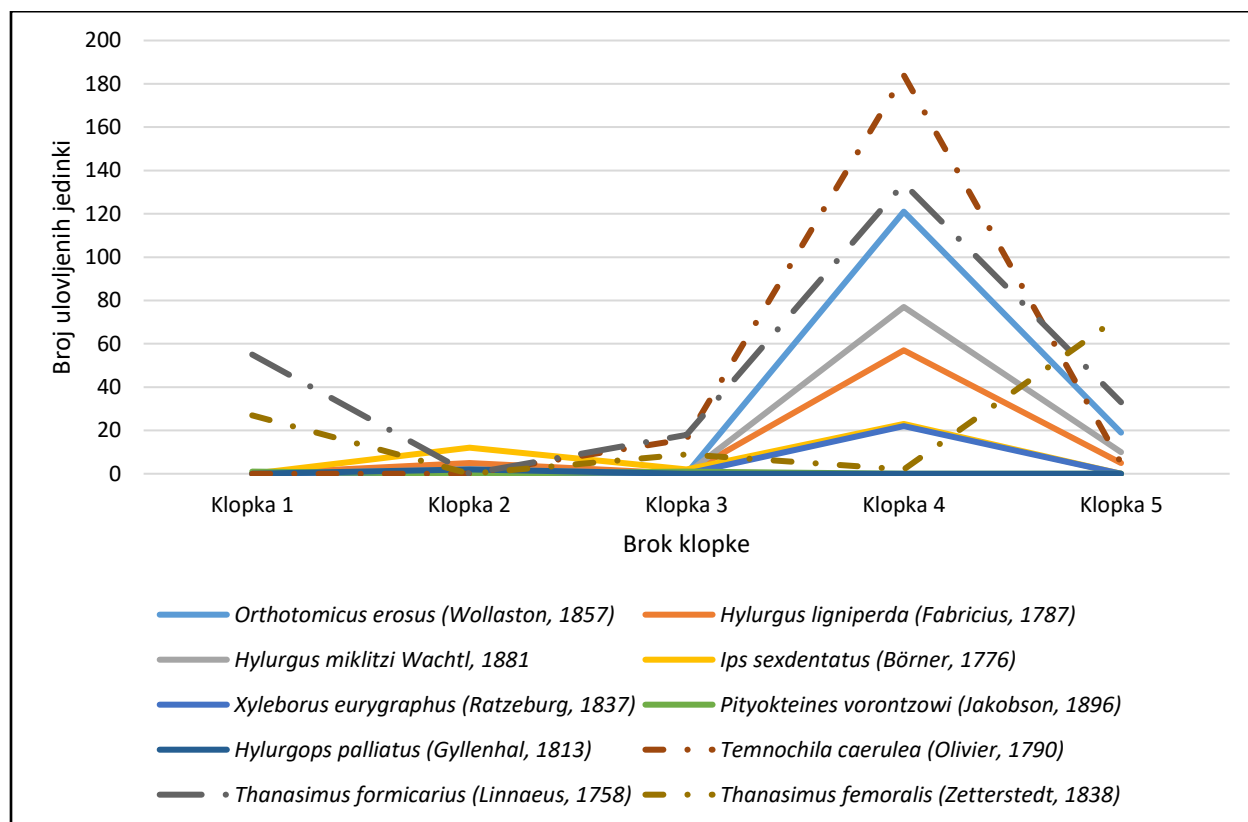 200
180
160
140
120
100
80
60
40
20
0
Broj ulovljenih jedinki
Klopka 1 Klopka 2 Klopka 3 Klopka 4 Klopka 5
Brok klopke
Orthotomicus erosus (Wollaston, 1857) Hylurgus ligniperda (Fabricius, 1787)
Hylurgus miklitzi Wachtl, 1881 Ips sexdentatus (Börner, 1776)
Xyleborus eurygraphus (Ratzeburg, 1837) Pityokteines vorontzowi (Jakobson, 1896)
Hylurgops palliatus (Gyllenhal, 1813) Temnochila caerulea (Olivier, 1790)
Thanasimus formicarius (Linnaeus, 1758) Thanasimus femoralis (Zetterstedt, 1838)